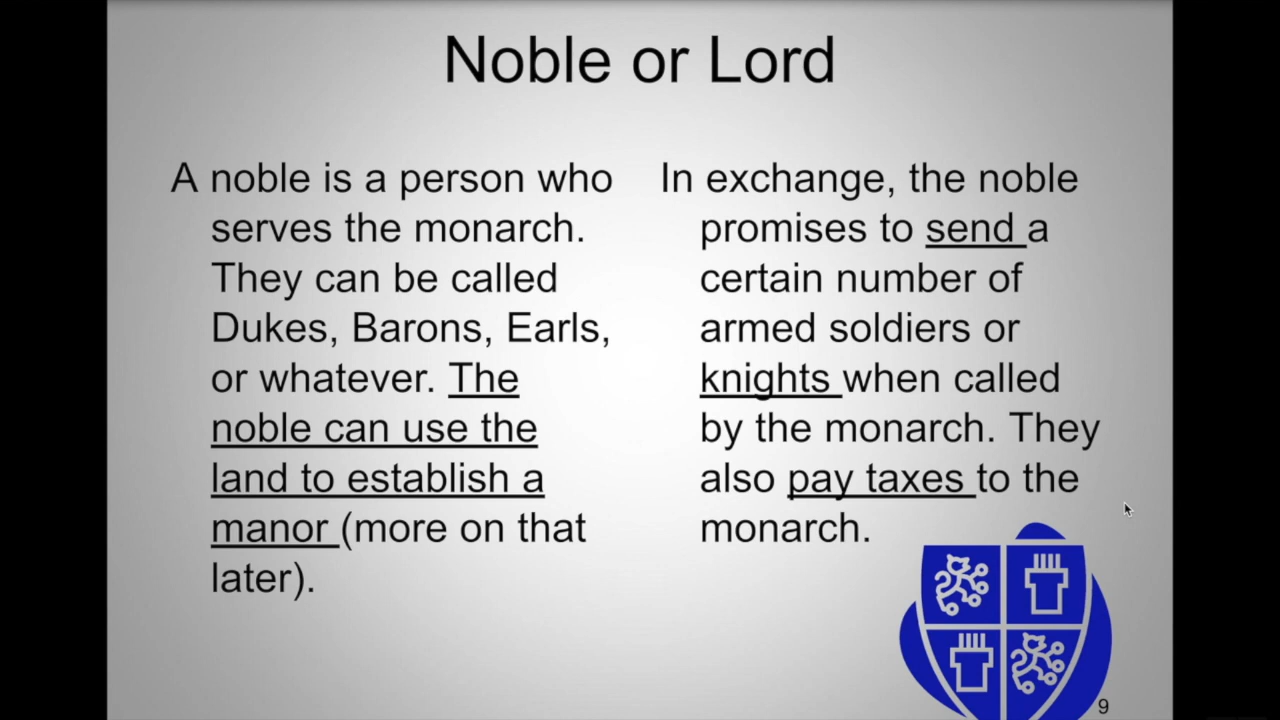 Noble or Lord
A noble is a person who
serves the monarch.
They can be called
Dukes, Barons, Earls,
or whatever. The
noble can use the
land to establish a
manor (more on that
later).
In exchange, the noble
promises to send a
certain number of
armed soldiers or
knights when called
by the monarch. They
also pay taxes to the
monarch.
9